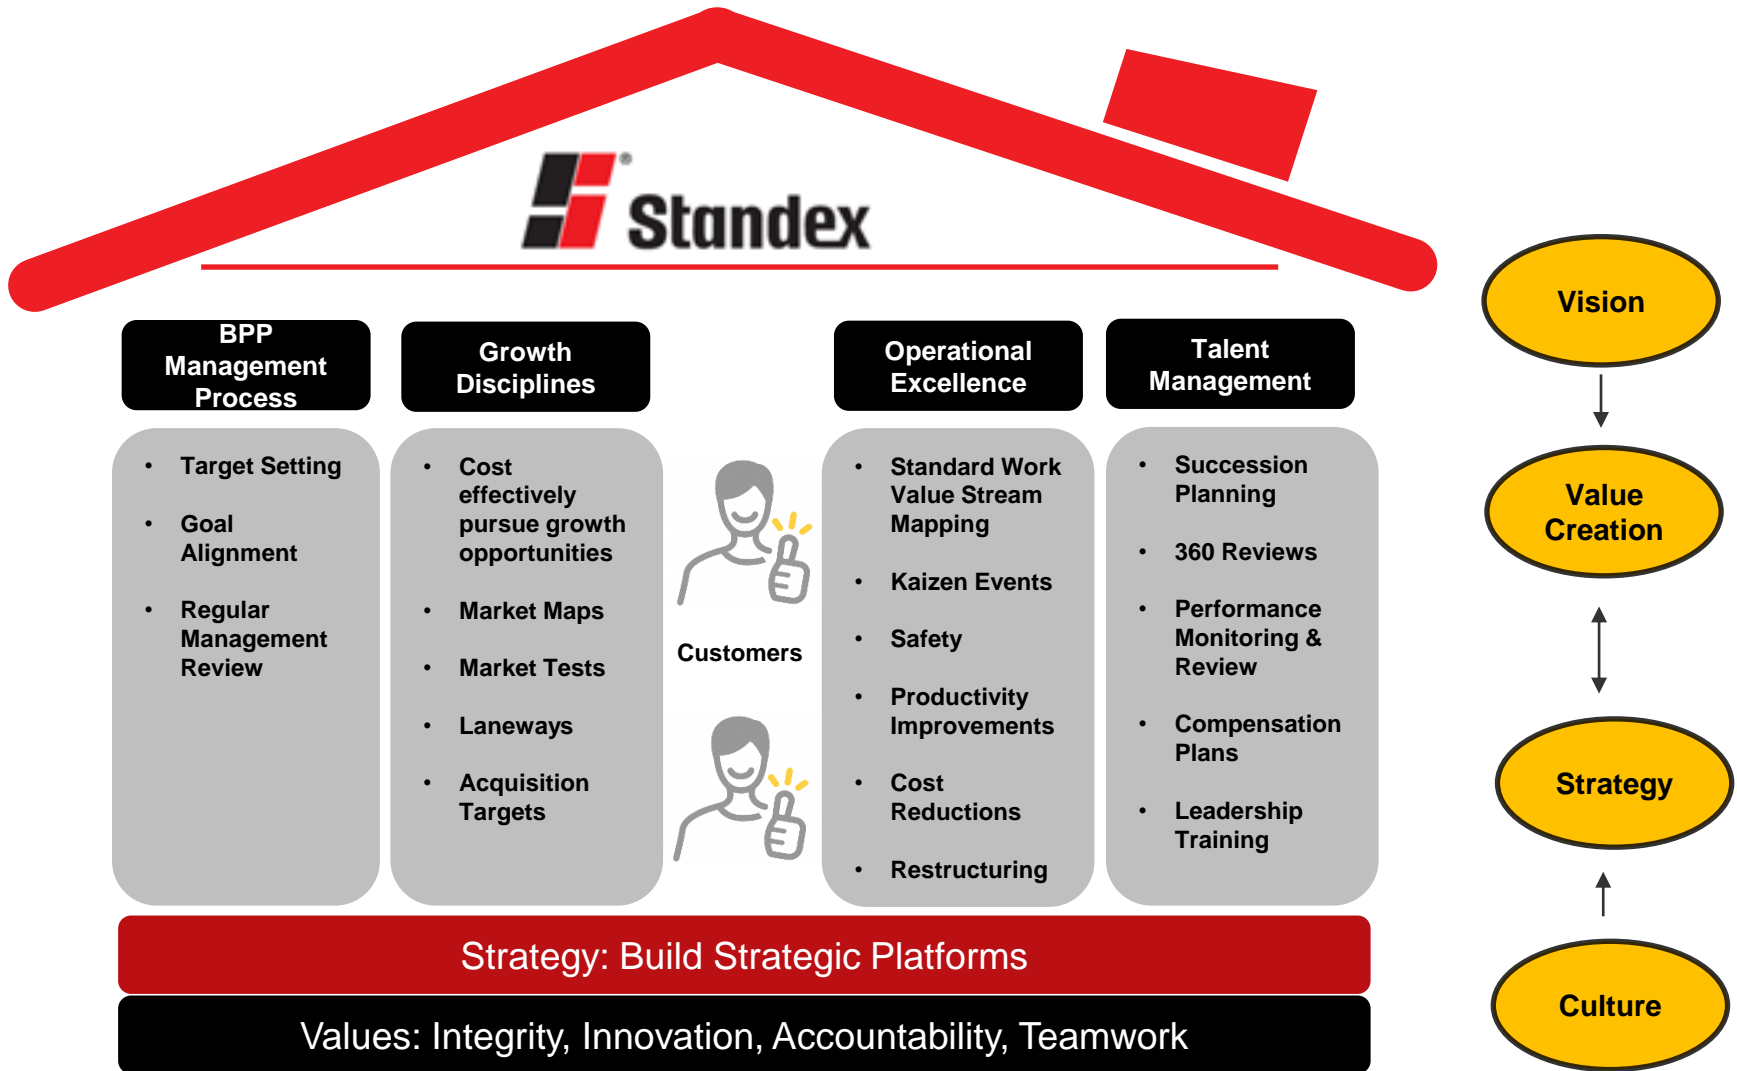 Standex®
BPP
Management
Process
• Target Setting
• Goal
Alignment
• Regular
Management
Review
Growth
Disciplines
• Cost
effectively
pursue growth
opportunities
• Market Maps
• Market Tests
• Laneways
• Acquisition
Targets
Customers
Operational
Excellence
• Standard Work
Value Stream
Mapping
• Kaizen Events
• Safety
• Productivity
Improvements
• Cost
Reductions
• Restructuring
Talent
Management
• Succession
Planning
• 360 Reviews
• Performance
Monitoring &
Review
• Compensation
Plans
• Leadership
Training
Strategy: Build Strategic Platforms
Values: Integrity, Innovation, Accountability, Teamwork
Vision
Value
Creation
Strategy
Culture